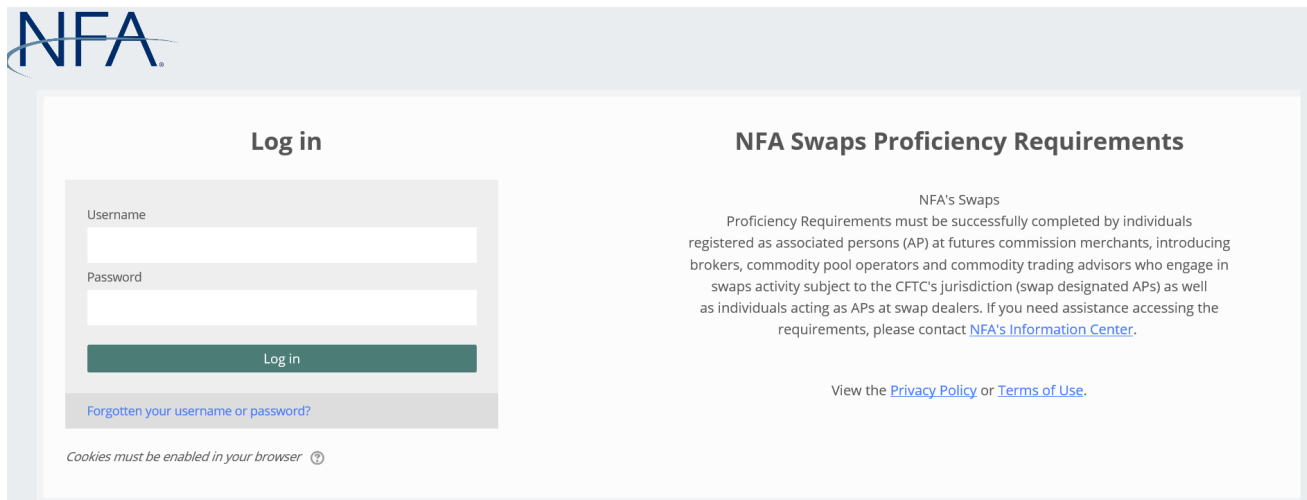 NFA®
Log in
Username
Password
Log in
Forgotten your username or password?
Cookies must be enabled in your browser ?
NFA Swaps Proficiency Requirements
NFA's Swaps
Proficiency Requirements must be successfully completed by individuals
registered as associated persons (AP) at futures commission merchants, introducing
brokers, commodity pool operators and commodity trading advisors who engage in
swaps activity subject to the CFTC's jurisdiction (swap designated APs) as well
as individuals acting as APs at swap dealers. If you need assistance accessing the
requirements, please contact NFA's Information Center.
View the Privacy Policy or Terms of Use.